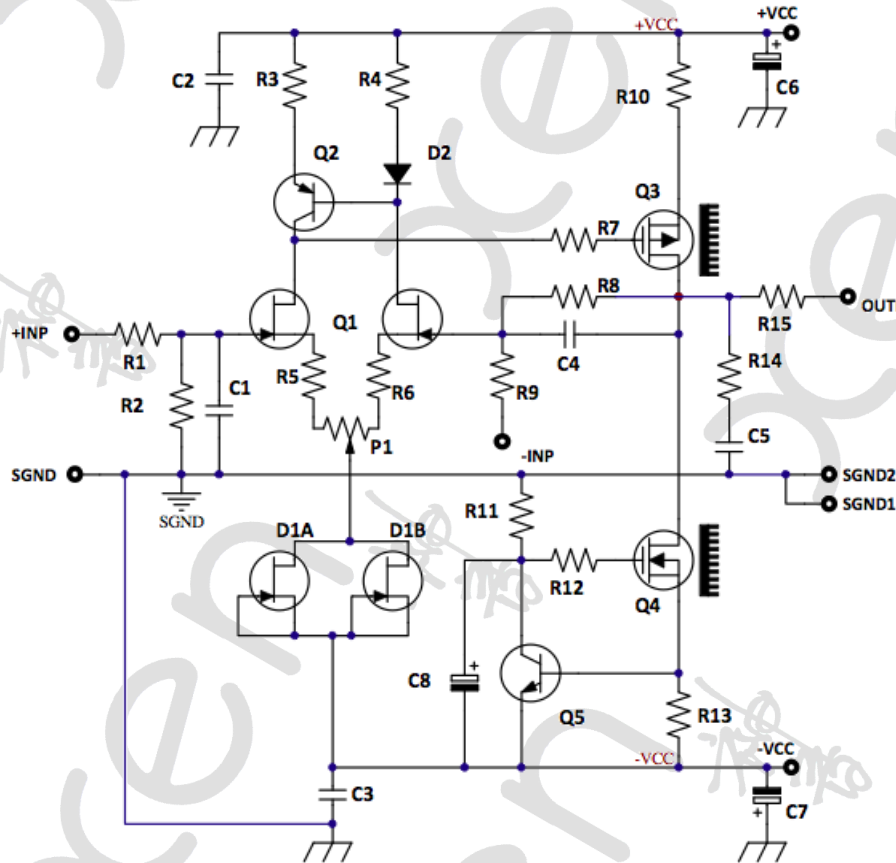 +VCC
+VCC
C2
R3
R4
R10
C6
+
Q2
D2
Q3
R7
R8
OUT
R15
+INP
R1
Q1
C4
R14
R2
C1
R5
R6
R9
P1
C5
-INP
SGND
SGND2
SGND1
SGND
R11
D1A
D1B
R12
Q4
C8
+
Q5
R13
-VCC
-VCC
C3
C7
+